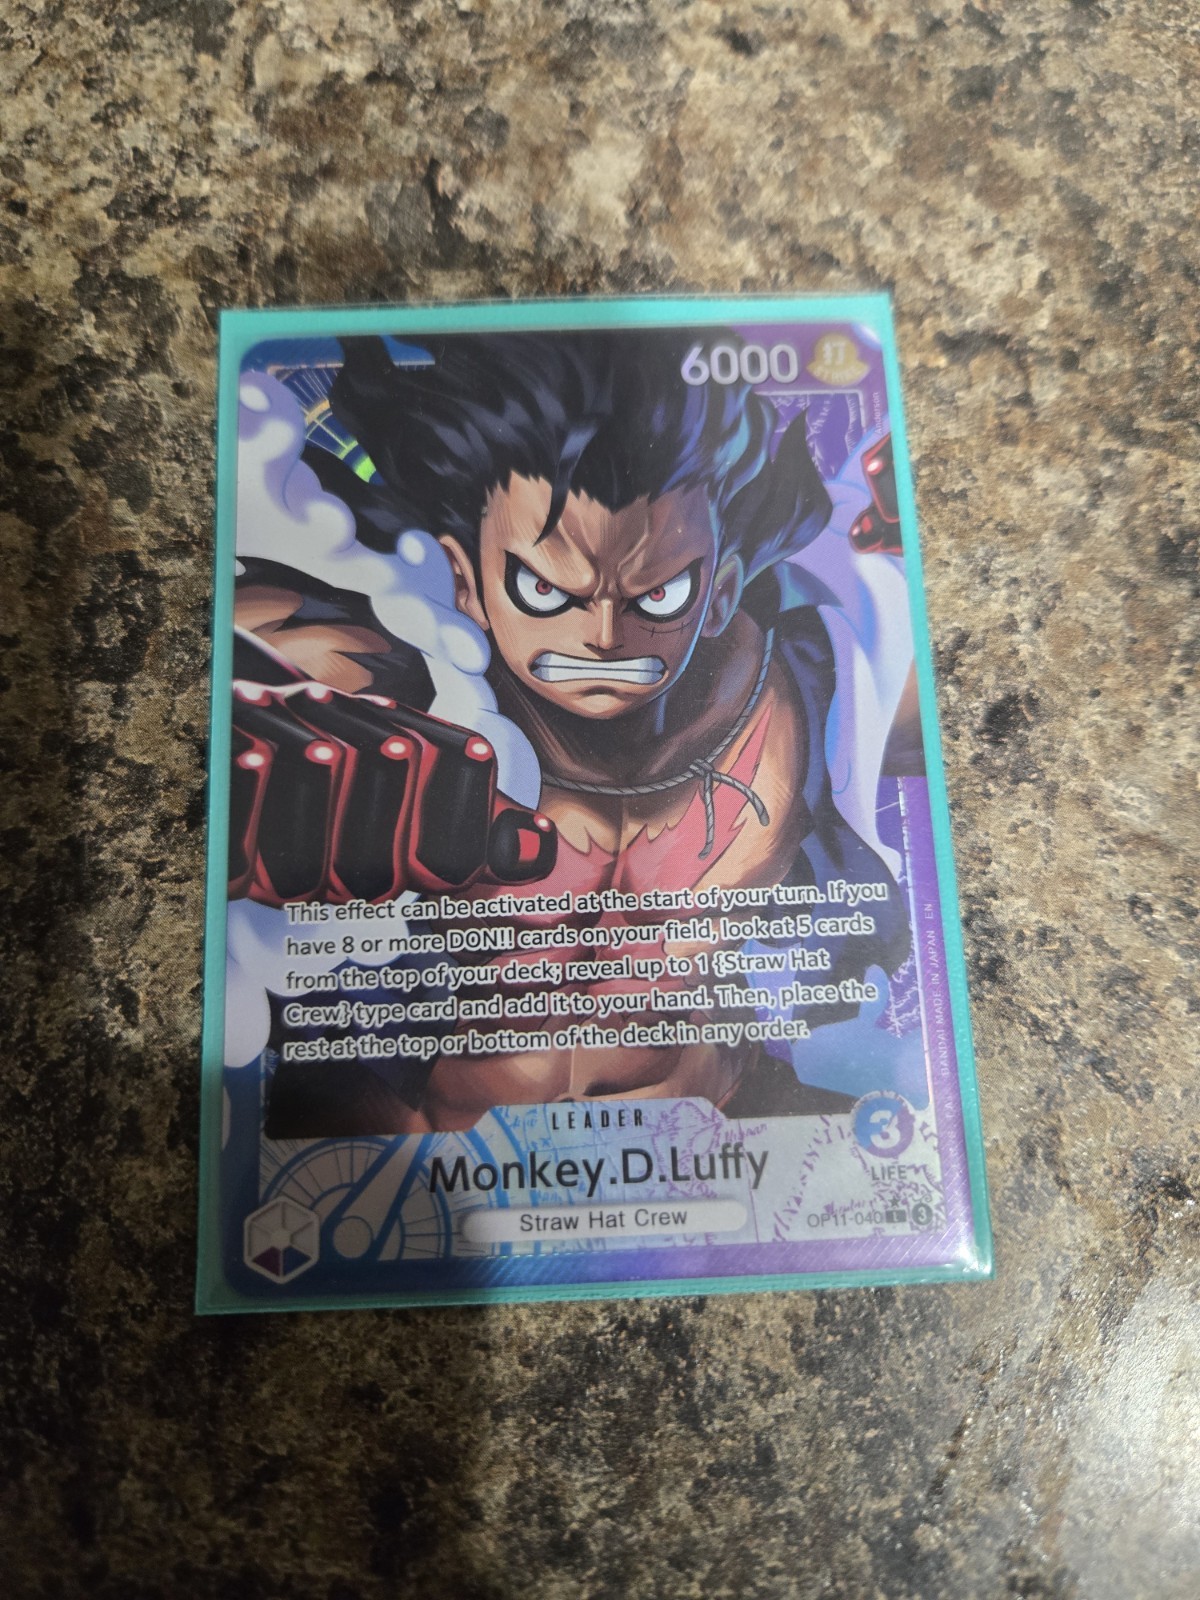 6000
打
Anderson
This effect can be activated at the start of your turn. If you
have 8 or more DON!! cards on your field, look at 5 cards
from the top of your deck; reveal up to 1 {Straw Hat
Crew} type card and add it to your hand. Then, place the
rest at the top or bottom of the deck in any order.
BANDAI MADE IN JAPAN EN
LEADER
3
LIFE
Monkey.D.Luffy
Straw Hat Crew
OP11-040 L 3